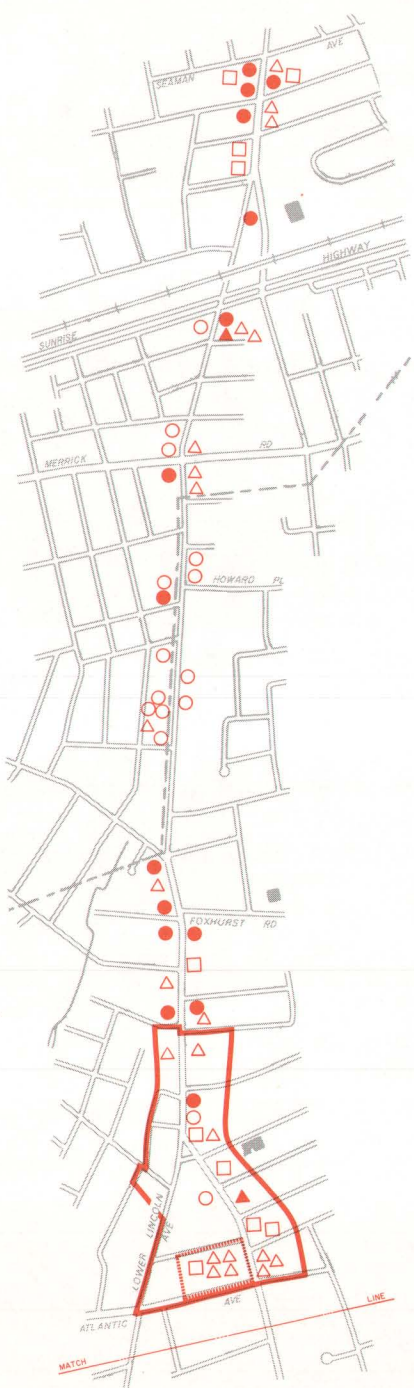 SEAMAN AVE
SUNRISE HIGHWAY
MERRICK RD
HOWARD PL
FOXHURST RD
LOWER LINCOLN AVE
ATLANTIC AVE
MATCH LINE